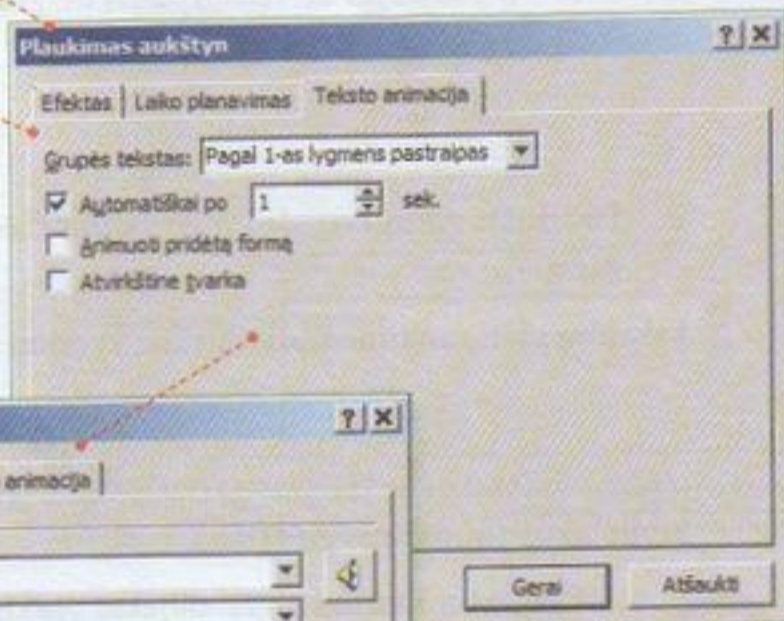 Plaukimas aukštyn
Efektas Laiko planavimas Teksto animacija
Grupės tekstas: Pagal 1-as lygmens pastraipas
Automatiškai po 1 sek.
Animuoti pridėtą formą
Atvirkštine tvarka
animacija
Gerai Atšaukti